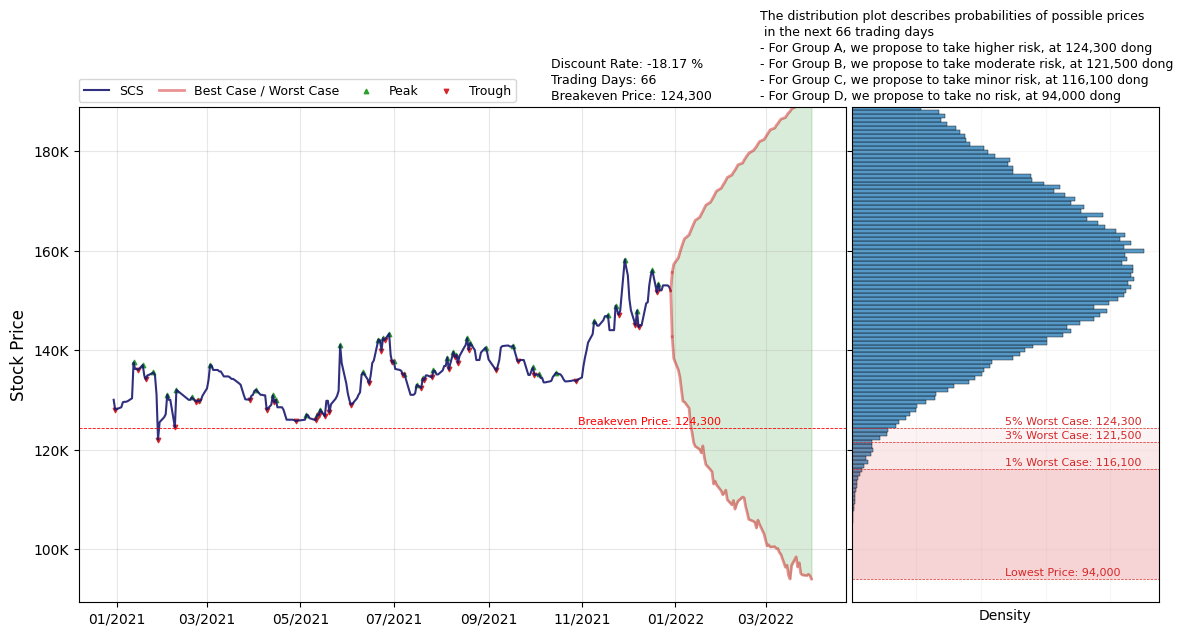 The distribution plot describes probabilities of possible prices
in the next 66 trading days
- For Group A, we propose to take higher risk, at 124,300 dong
- For Group B, we propose to take moderate risk, at 121,500 dong
- For Group C, we propose to take minor risk, at 116,100 dong
- For Group D, we propose to take no risk, at 94,000 dong
Discount Rate: -18.17 %
Trading Days: 66
Breakeven Price: 124,300
SCS
Best Case / Worst Case
Peak
Trough
Stock Price
180K
160K
140K
120K
100K
Breakeven Price: 124,300
01/2021
03/2021
05/2021
07/2021
09/2021
11/2021
01/2022
03/2022
5% Worst Case: 124,300
3% Worst Case: 121,500
1% Worst Case: 116,100
Lowest Price: 94,000
Density